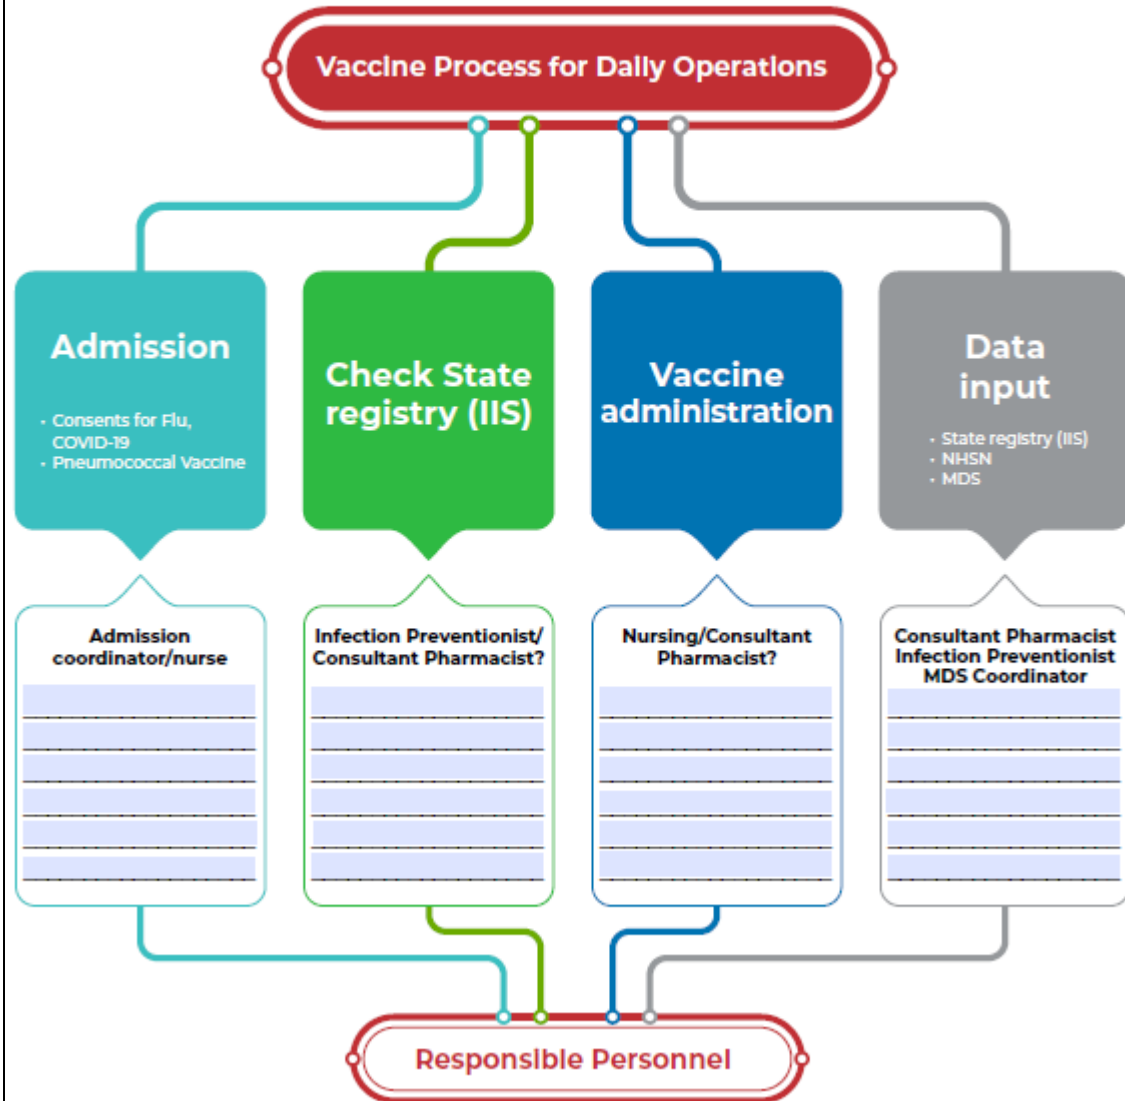 Vaccine Process for Daily Operations
Admission
• Consents for Flu,
COVID-19
• Pneumococcal Vaccine
Check State
registry (IIS)
Vaccine
administration
Data
input
• State registry (IIS)
• NHSN
• MDS
Admission
coordinator/nurse
Infection Preventionist/
Consultant Pharmacist?
Nursing/Consultant
Pharmacist?
Consultant Pharmacist
Infection Preventionist
MDS Coordinator
Responsible Personnel